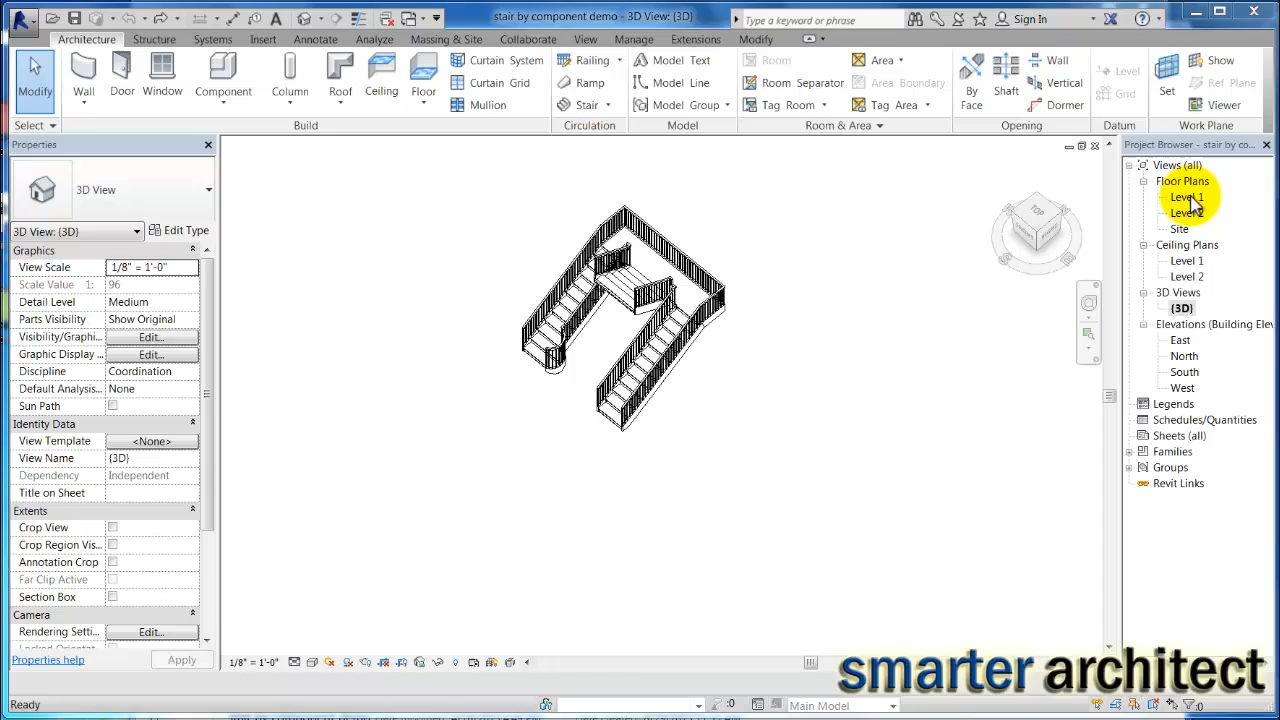 stair by component demo - 3D View: {3D}
Type a keyword or phrase
Sign In
Architecture
Structure
Systems
Insert
Annotate
Analyze
Massing & Site
Collaborate
View
Manage
Extensions
Modify
Modify
Wall
Door
Window
Component
Column
Roof
Ceiling
Floor
Curtain System
Curtain Grid
Mullion
Railing
Ramp
Stair
Model Text
Model Line
Model Group
Room
Room Separator
Tag Room
Area
Area Boundary
Tag Area
By
Face
Shaft
Wall
Vertical
Dormer
Level
Grid
Set
Show
Ref Plane
Viewer
Select
Build
Circulation
Model
Room & Area
Opening
Datum
Work Plane
Properties
3D View
3D View: {3D}
Edit Type
Graphics
View Scale 1/8" = 1'-0"
Scale Value 1: 96
Detail Level Medium
Parts Visibility Show Original
Visibility/Graphi... Edit...
Graphic Display ... Edit...
Discipline Coordination
Default Analysis... None
Sun Path
Identity Data
View Template <None>
View Name {3D}
Dependency Independent
Title on Sheet
Extents
Crop View
Crop Region Vis...
Annotation Crop
Far Clip Active
Section Box
Camera
Rendering Setti... Edit...
Properties help
Apply
TOP
1/8" = 1'-0"
Project Browser - stair by co...
Views (all)
Floor Plans
Level 1
Level 2
Site
Ceiling Plans
Level 1
Level 2
3D Views
{3D}
Elevations (Building Elev
East
North
South
West
Legends
Schedules/Quantities
Sheets (all)
Families
Groups
Revit Links
smarter architect
Ready
:0
Main Model
:0